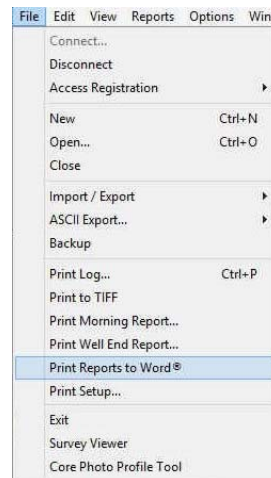 File Edit View Reports Options Win
Connect...
Disconnect
Access Registration
New Ctrl+N
Open... Ctrl+O
Close
Import / Export
ASCII Export...
Backup
Print Log... Ctrl+P
Print to TIFF
Print Morning Report...
Print Well End Report...
Print Reports to Word®
Print Setup...
Exit
Survey Viewer
Core Photo Profile Tool